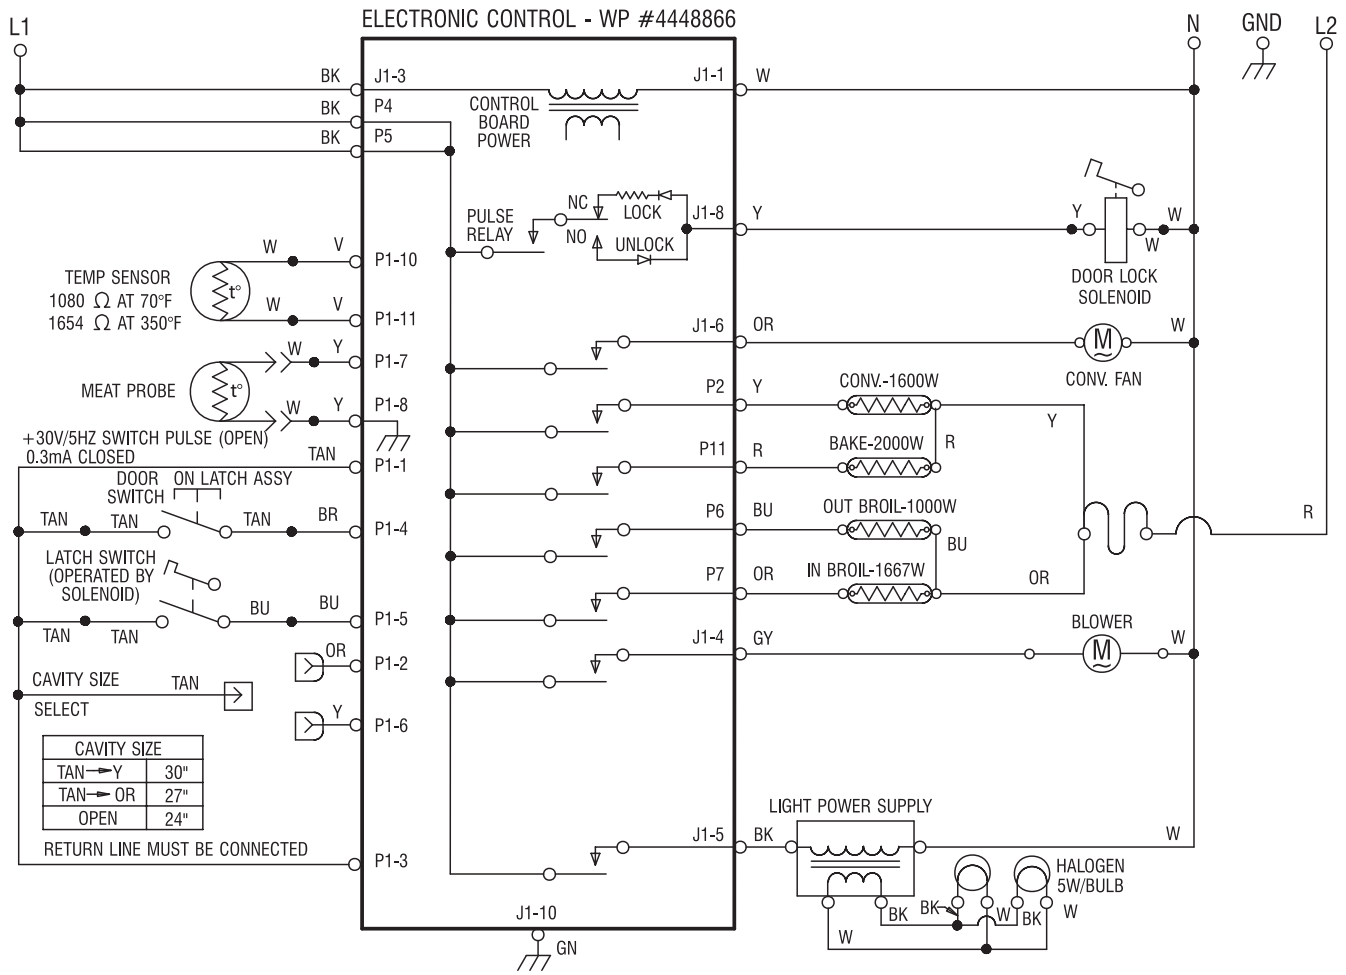 ELECTRONIC CONTROL - WP #4448866
L1
N
GND
L2
BK
J1-3
J1-1
W
BK
P4
CONTROL
BOARD
POWER
BK
P5
PULSE
RELAY
NC
NO
LOCK
UNLOCK
J1-8
Y
Y
W
W
DOOR LOCK
SOLENOID
TEMP SENSOR
1080 Ω AT 70°F
1654 Ω AT 350°F
t°
W
V
P1-10
W
V
P1-11
J1-6
OR
M
~
W
CONV. FAN
MEAT PROBE
t°
W
Y
P1-7
W
Y
P1-8
P2
Y
CONV.-1600W
Y
R
+30V/5HZ SWITCH PULSE (OPEN)
0.3mA CLOSED
TAN
P1-1
P11
R
BAKE-2000W
DOOR
SWITCH
ON LATCH ASSY
TAN
TAN
TAN
BR
P1-4
P6
BU
OUT BROIL-1000W
BU
R
LATCH SWITCH
(OPERATED BY
SOLENOID)
TAN
TAN
BU
BU
P1-5
P7
OR
IN BROIL-1667W
OR
OR
P1-2
J1-4
GY
BLOWER
M
~
W
CAVITY SIZE
SELECT
TAN
Y
P1-6
CAVITY SIZE
TAN Y 30"
TAN OR 27"
OPEN 24"
RETURN LINE MUST BE CONNECTED
P1-3
J1-5
BK
LIGHT POWER SUPPLY
W
HALOGEN
5W/BULB
BK
BK
W
BK
W
W
J1-10
GN